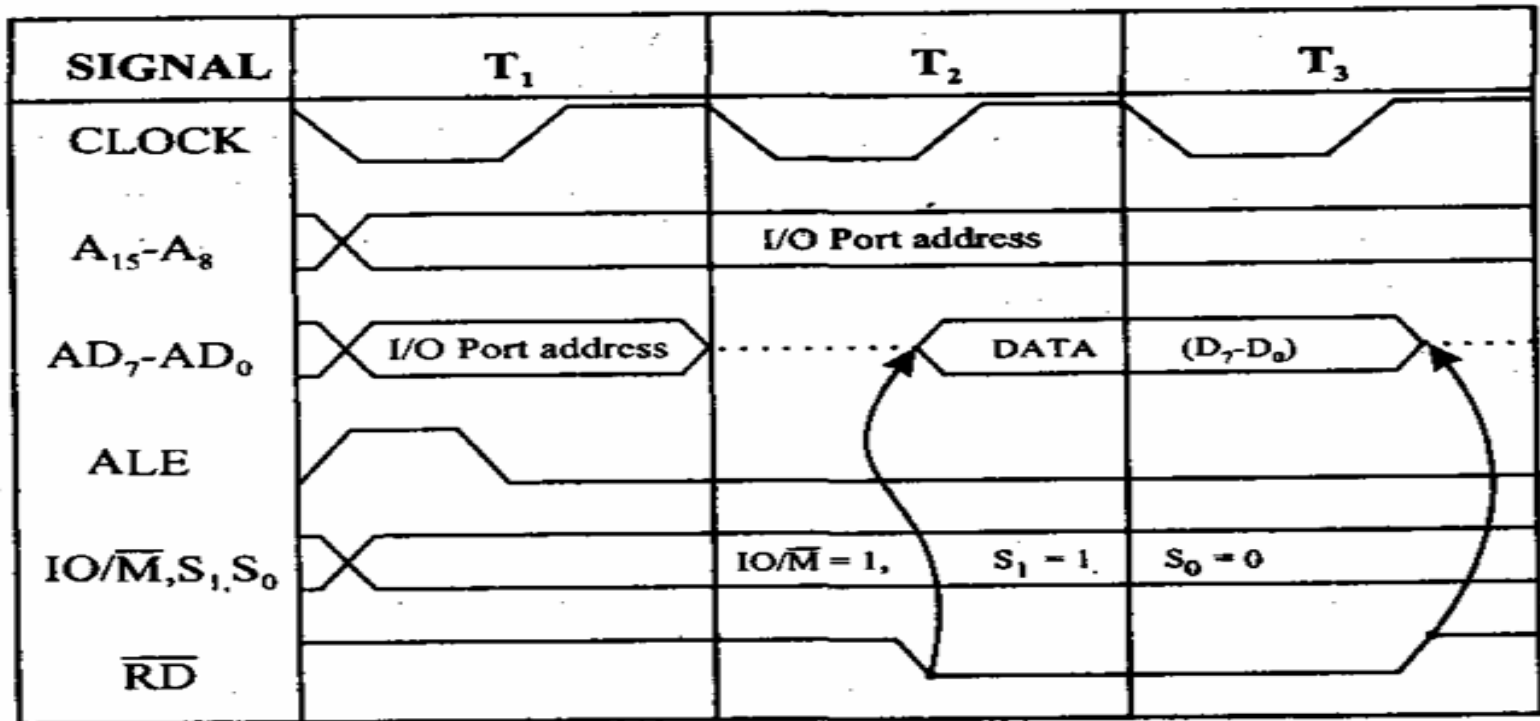 SIGNAL T₁ T₂ T₃
CLOCK
A₁₅-A₈ I/O Port address
AD₇-AD₀ I/O Port address DATA (D₇-D₀)
ALE
IO/M̅,S₁,S₀ IO/M̅ = 1, S₁ = 1 S₀ = 0
R̅D̅